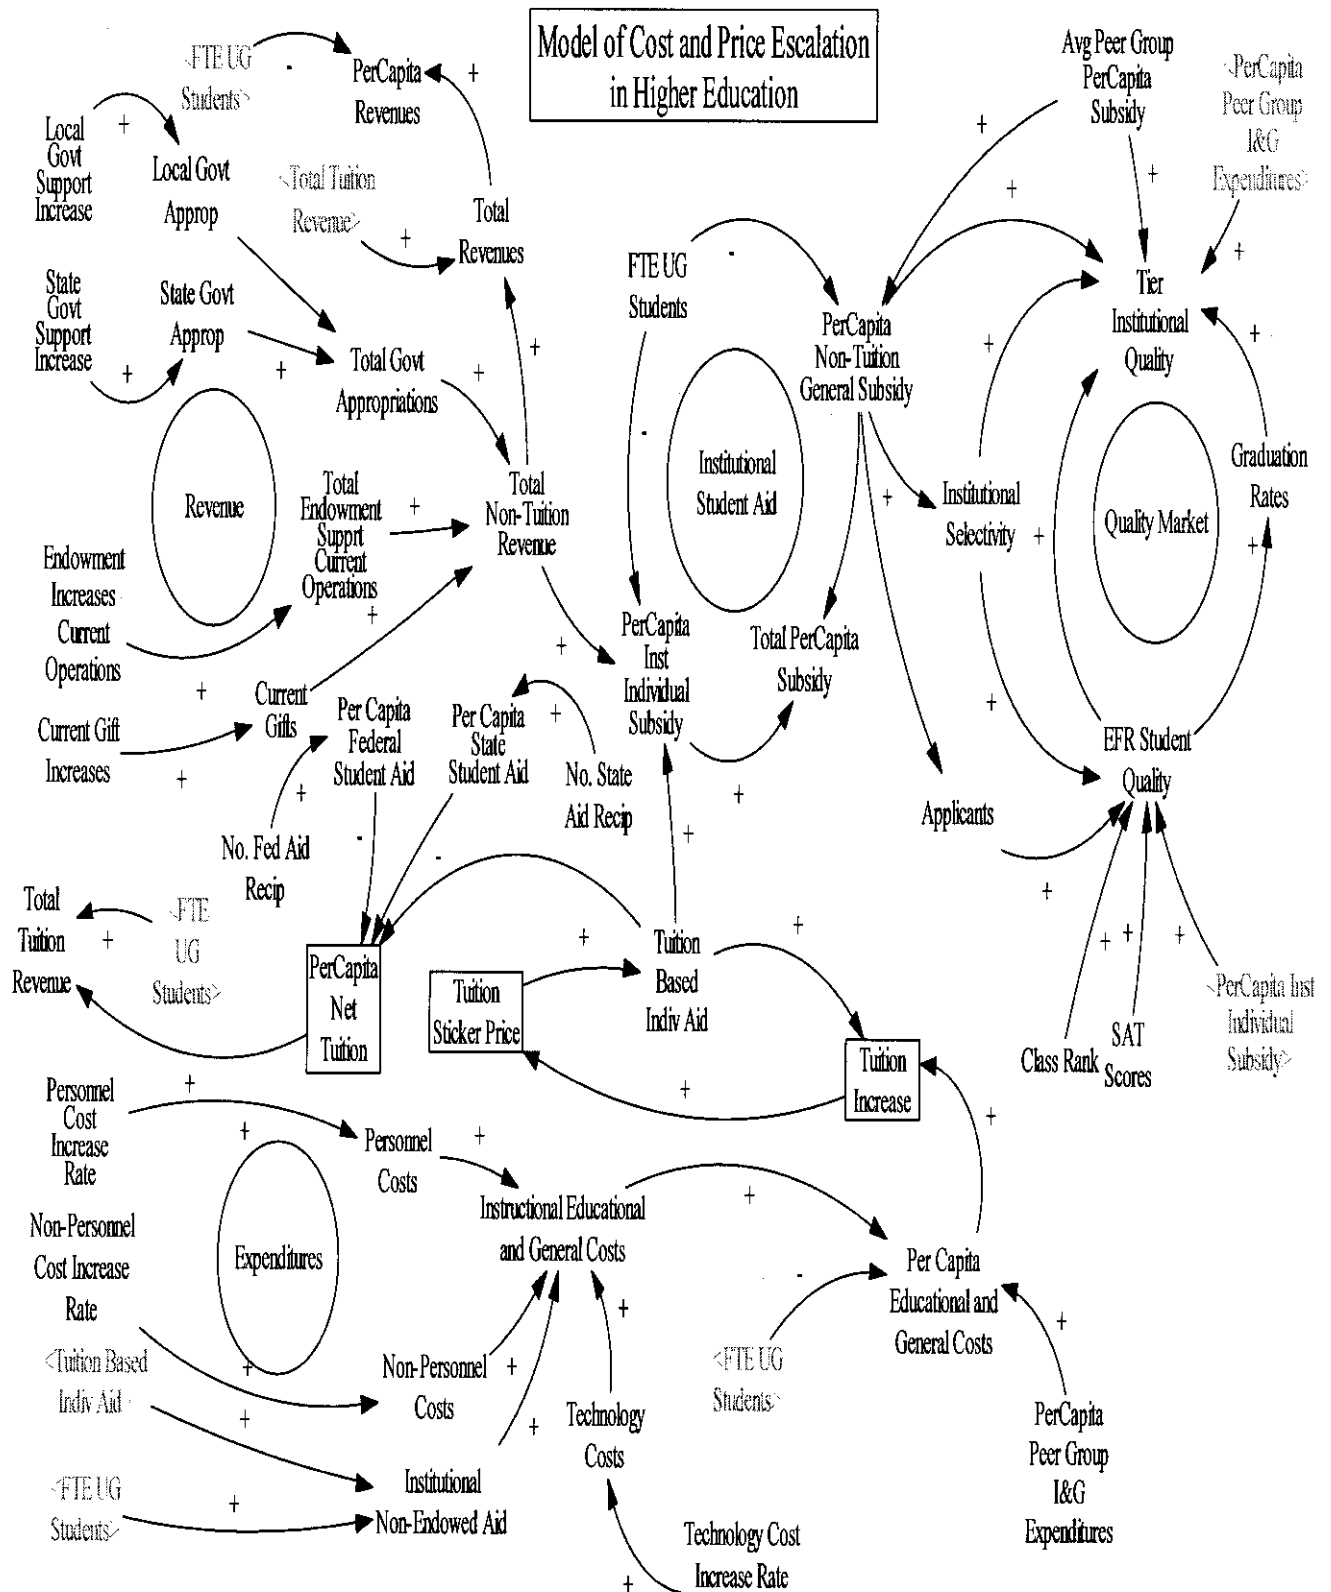 Model of Cost and Price Escalation
in Higher Education
<FTE UG
Students>
-
PerCapita
Revenues
+
Local
Govt
Support
Increase
+
Local Govt
Approp
<Total Tuition
Revenue>
+
Total
Revenues
State
Govt
Support
Increase
+
State Govt
Approp
+
Total Govt
Appropriations
+
+
Revenue
Total
Endowment
Supprt
Current
Operations
+
Total
Non-Tuition
Revenue
Endowment
Increases
Current
Operations
+
+
+
Current Gift
Increases
+
Current
Gifts
Per Capita
Federal
Student Aid
+
No. Fed Aid
Recip
-
Per Capita
State
Student Aid
+
No. State
Aid Recip
-
Avg Peer Group
PerCapita
Subsidy
<PerCapita
Peer Group
I&G
Expenditures>
+
+
+
+
FTE UG
Students
-
-
PerCapita
Non-Tuition
General Subsidy
Tier
Institutional
Quality
+
+
Institutional
Student Aid
+
Institutional
Selectivity
+
Quality Market
Graduation
Rates
+
PerCapita
Inst
Individual
Subsidy
Total PerCapita
Subsidy
+
+
+
EFR Student
Quality
Applicants
+
+
+
+
Class Rank
SAT
Scores
<PerCapita Inst
Individual
Subsidy>
Total
Tuition
Revenue
+
<FTE
UG
Students>
+
PerCapita
Net
Tuition
Tuition
Sticker Price
+
Tuition
Based
Indiv Aid
+
+
Tuition
Increase
+
Personnel
Cost
Increase
Rate
+
Personnel
Costs
+
Instructional Educational
and General Costs
+
Non-Personnel
Cost Increase
Rate
Expenditures
Per Capita
Educational and
General Costs
-
+
<Tuition Based
Indiv Aid>
+
+
Non-Personnel
Costs
+
+
+
<FTE UG
Students>
<FTE UG
Students>
+
Institutional
Non-Endowed Aid
Technology
Costs
PerCapita
Peer Group
I&G
Expenditures
+
Technology Cost
Increase Rate